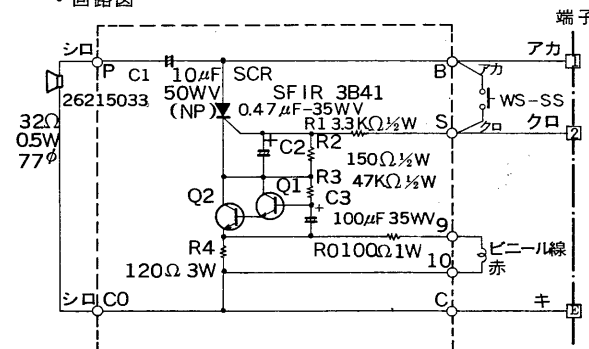 ・回路図
端子
シロ
P
C1
10μF
50WV
(NP)
SCR
SFIR 3B41
0.47μF-35WV
B
アカ
アカ
1
WS-SS
26215033
32Ω
0.5W
77φ
R1 3.3KΩ½W
S
クロ
クロ
2
C2
R2
150Ω½W
R3
47KΩ½W
Q1
Q2
C3
100μF 35WV
9
R4
R0100Ω1W
10
ビニール線
赤
120Ω 3W
シロ
C0
C
キ
E